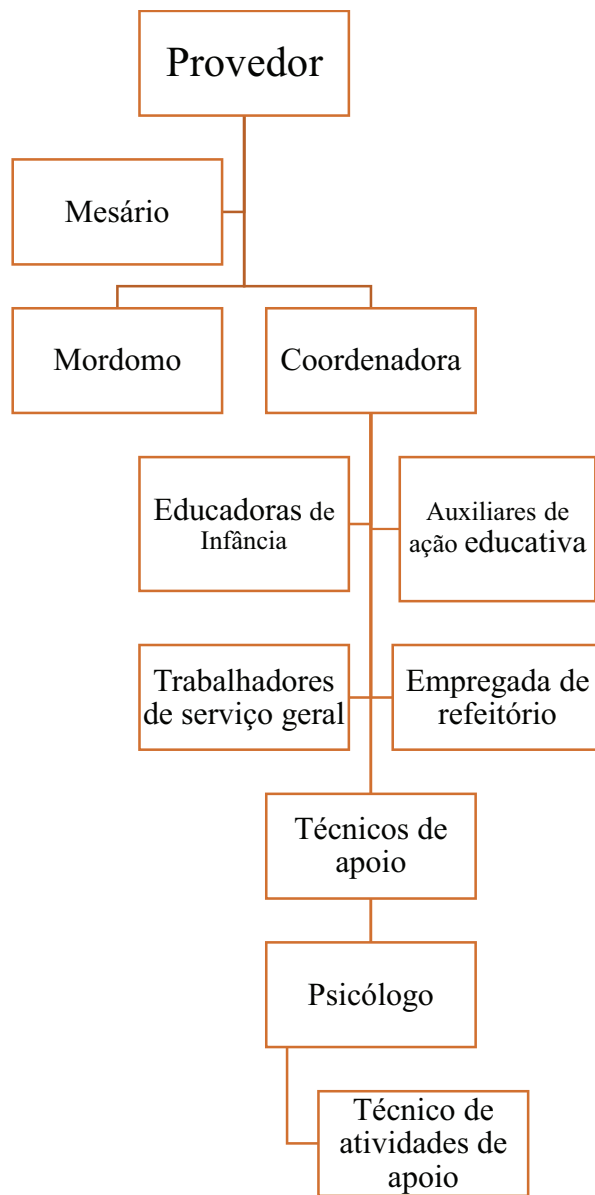 Provedor
Mesário
Mordomo
Coordenadora
Educadoras de
Infância
Auxiliares de
ação educativa
Trabalhadores
de serviço geral
Empregada de
refeitório
Técnicos de
apoio
Psicólogo
Técnico de
atividades de
apoio